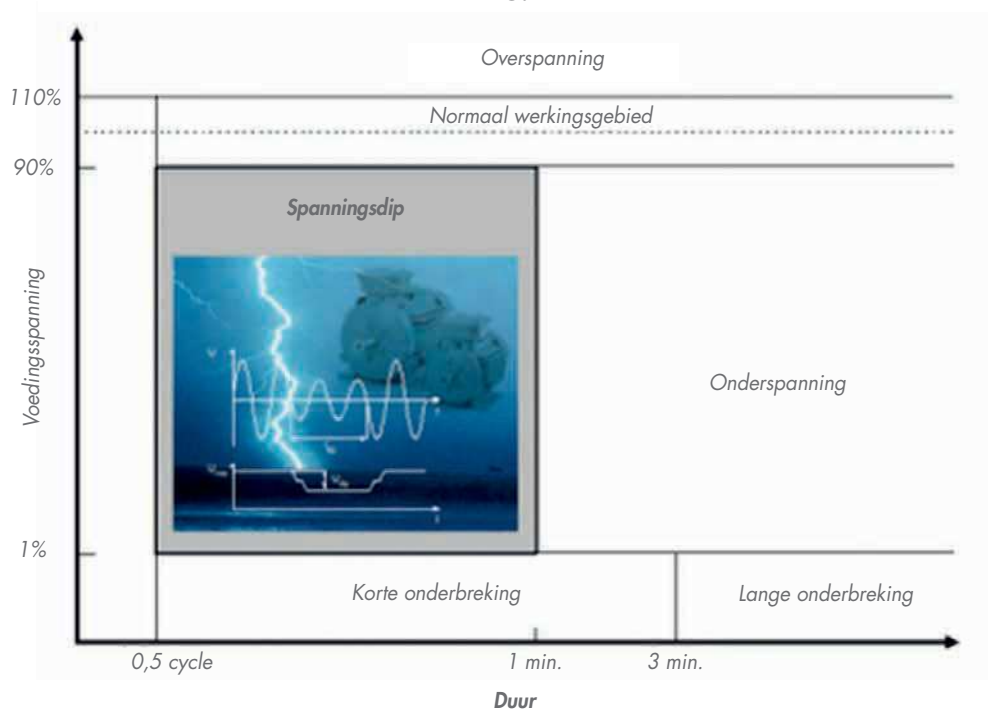 Overspanning
110%
Normaal werkingsgebied
90%
Spanningsdip
Voedingsspanning
Onderspanning
1%
Korte onderbreking
Lange onderbreking
0,5 cycle
1 min.
3 min.
Duur